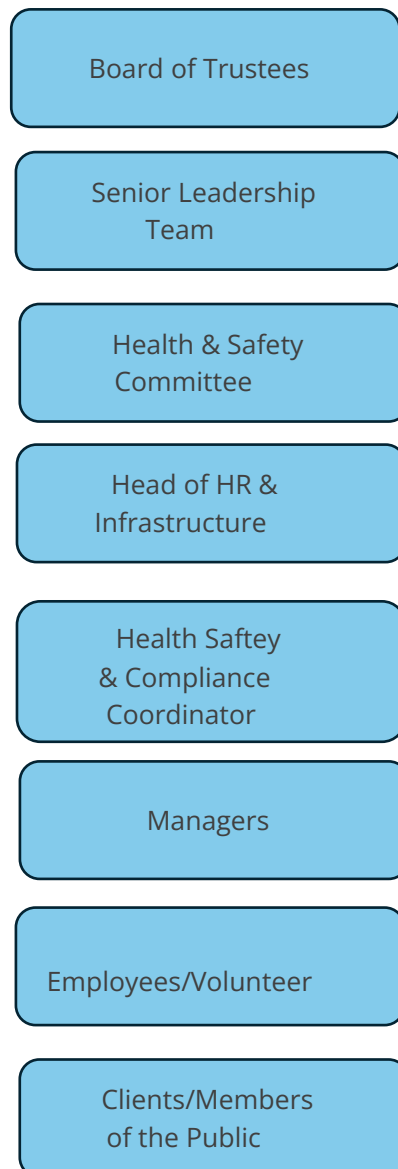 Board of Trustees
Senior Leadership
Team
Health & Safety
Committee
Head of HR &
Infrastructure
Health Saftey
& Compliance
Coordinator
Managers
Employees/Volunteer
Clients/Members
of the Public